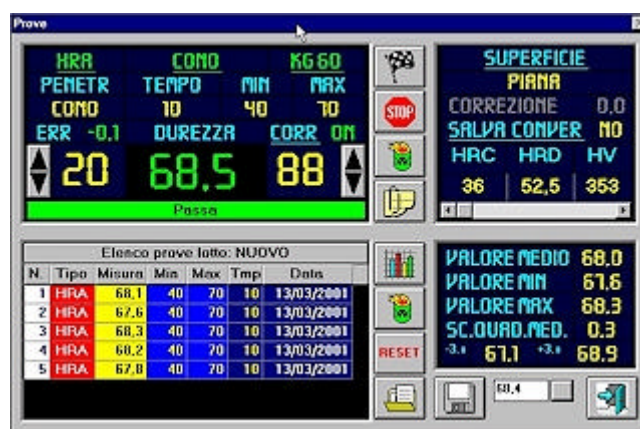 Prove
HRA CONO KG 60
PENETR TEMPO MIN MAX
CONO 10 40 70
ERR -0,1 DUREZZA CORR ON
20 68,5 88
Passa
STOP
SUPERFICIE
PIANA
CORREZIONE 0,0
SALVA CONVER NO
HRC HRD HV
36 52,5 353
Elenco prove lotto: NUOVO
N. Tipo Misura Min Max Tmp Data
1 HRA 68,1 40 70 10 13/03/2001
2 HRA 67,6 40 70 10 13/03/2001
3 HRA 68,3 40 70 10 13/03/2001
4 HRA 68,2 40 70 10 13/03/2001
5 HRA 67,8 40 70 10 13/03/2001
RESET
VALORE MEDIO 68,0
VALORE MIN 67,6
VALORE MAX 68,3
SC.QUAD.MED. 0,3
67,1 68,9
68,4